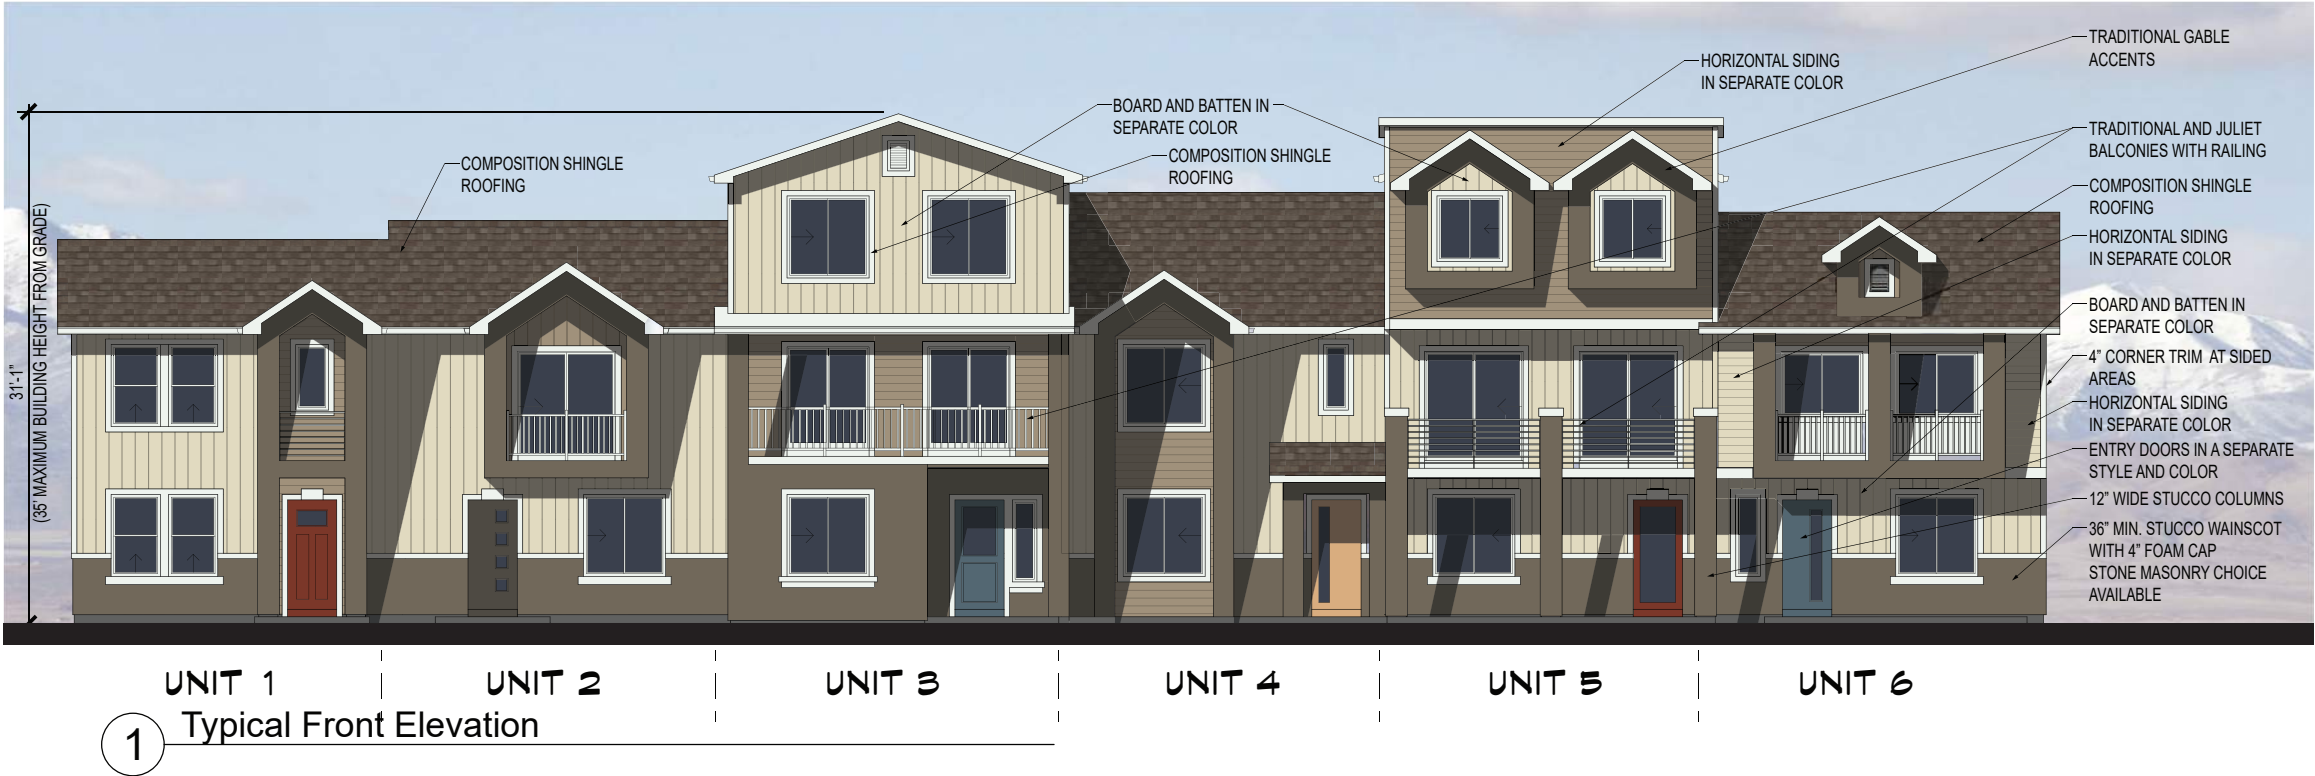 TRADITIONAL GABLE
ACCENTS
HORIZONTAL SIDING
IN SEPARATE COLOR
BOARD AND BATTEN IN
SEPARATE COLOR
COMPOSITION SHINGLE
ROOFING
COMPOSITION SHINGLE
ROOFING
TRADITIONAL AND JULIET
BALCONIES WITH RAILING
COMPOSITION SHINGLE
ROOFING
HORIZONTAL SIDING
IN SEPARATE COLOR
BOARD AND BATTEN IN
SEPARATE COLOR
4" CORNER TRIM AT SIDED
AREAS
HORIZONTAL SIDING
IN SEPARATE COLOR
ENTRY DOORS IN A SEPARATE
STYLE AND COLOR
12" WIDE STUCCO COLUMNS
36" MIN. STUCCO WAINSCOT
WITH 4" FOAM CAP
STONE MASONRY CHOICE
AVAILABLE
31'-1"
(35' MAXIMUM BUILDING HEIGHT FROM GRADE)
UNIT 1
UNIT 2
UNIT 3
UNIT 4
UNIT 5
UNIT 6
1
Typical Front Elevation